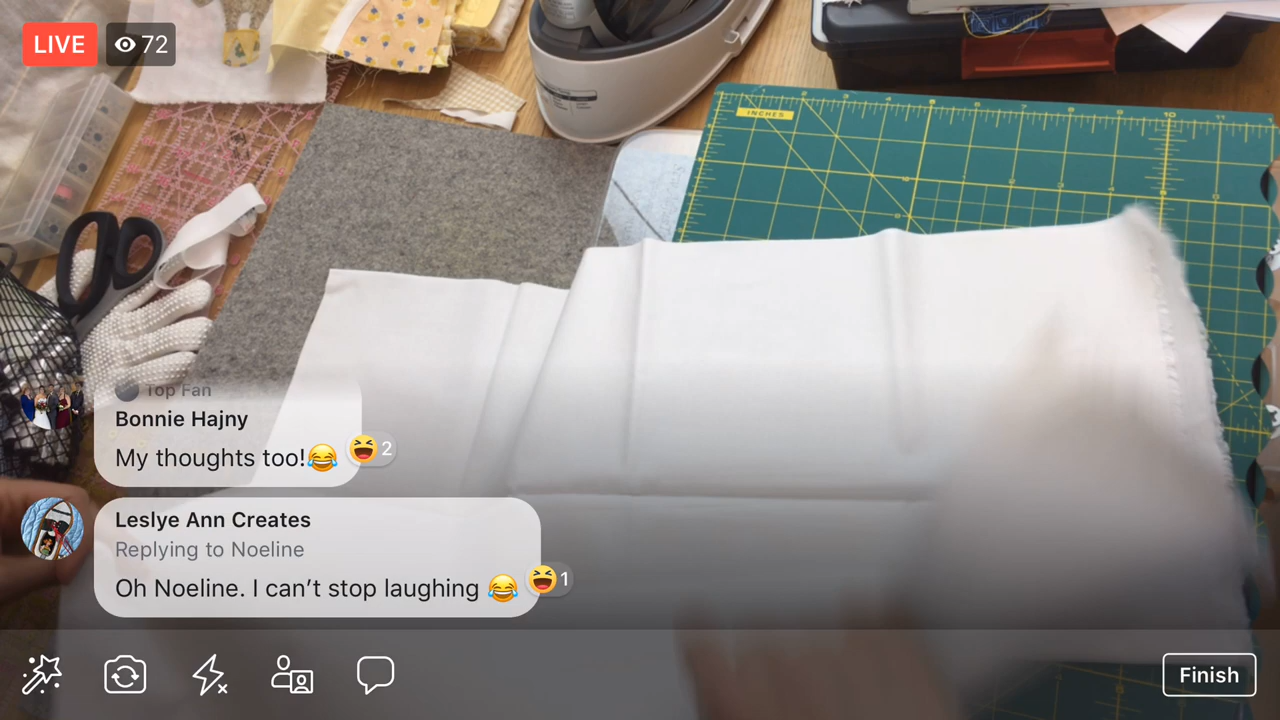 LIVE 72
INCHES
10
Top Fan
Bonnie Hajny
My thoughts too!😂
2
Leslye Ann Creates
Replying to Noeline
Oh Noeline. I can’t stop laughing 😂
1
Finish